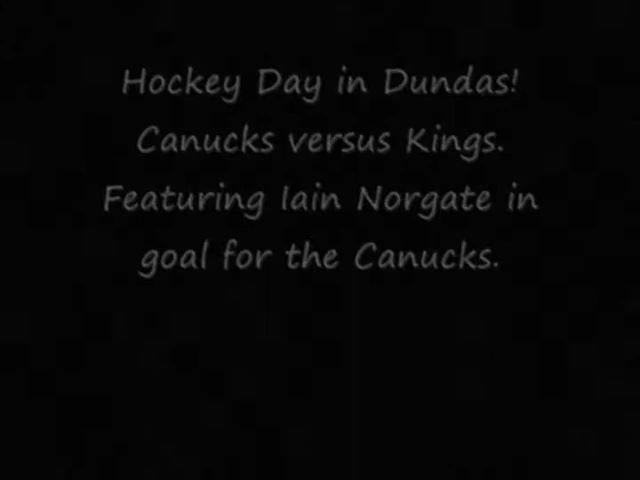 Hockey Day in Dundas!
Canucks versus Kings.
Featuring Iain Norgate in
goal for the Canucks.